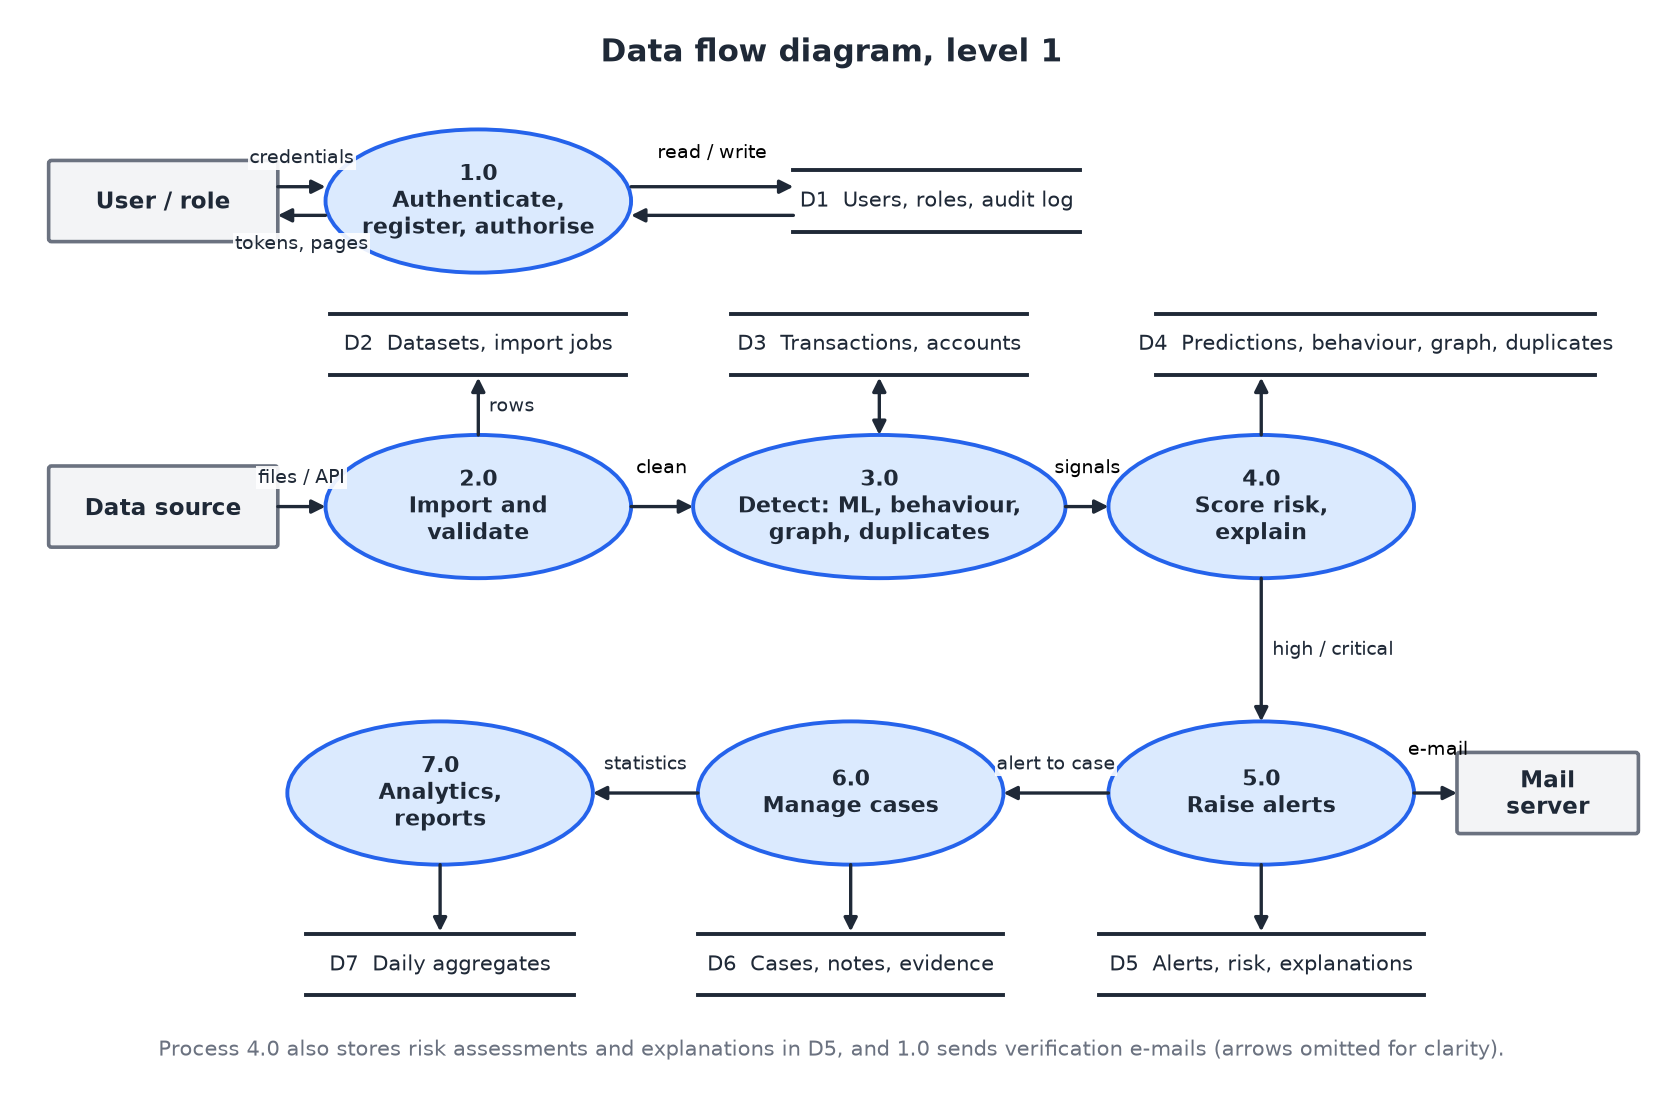 Data flow diagram, level 1
credentials
read / write
User / role
1.0
Authenticate,
register, authorise
D1 Users, roles, audit log
tokens, pages
D2 Datasets, import jobs
D3 Transactions, accounts
D4 Predictions, behaviour, graph, duplicates
rows
files / API
clean
signals
Data source
2.0
Import and
validate
3.0
Detect: ML, behaviour,
graph, duplicates
4.0
Score risk,
explain
high / critical
7.0
Analytics,
reports
statistics
6.0
Manage cases
alert to case
5.0
Raise alerts
e-mail
Mail
server
D7 Daily aggregates
D6 Cases, notes, evidence
D5 Alerts, risk, explanations
Process 4.0 also stores risk assessments and explanations in D5, and 1.0 sends verification e-mails (arrows omitted for clarity).